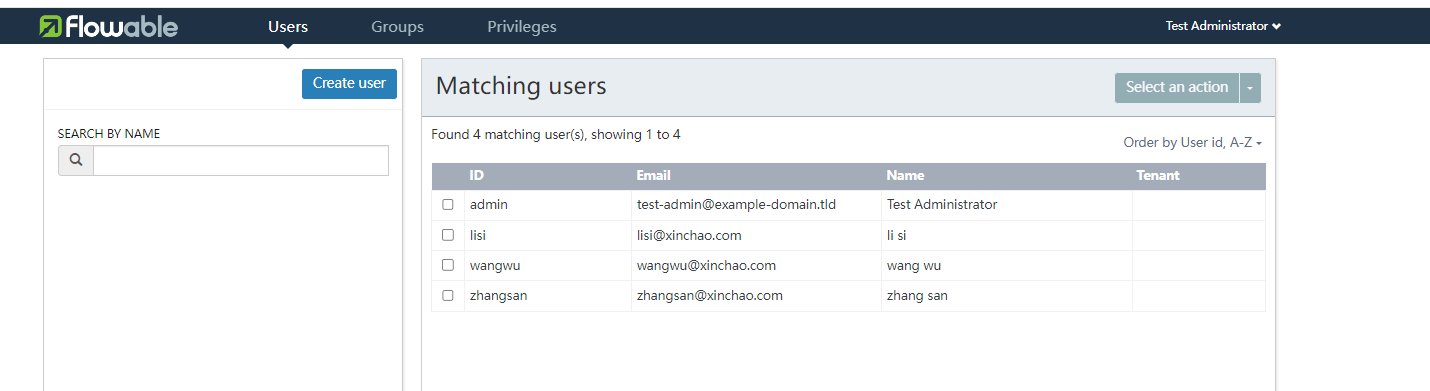 flowable Users Groups Privileges Test Administrator
Create user
SEARCH BY NAME
Matching users
Select an action
Found 4 matching user(s), showing 1 to 4
Order by User id, A-Z
ID Email Name Tenant
admin test-admin@example-domain.tld Test Administrator
lisi lisi@xinchao.com li si
wangwu wangwu@xinchao.com wang wu
zhangsan zhangsan@xinchao.com zhang san